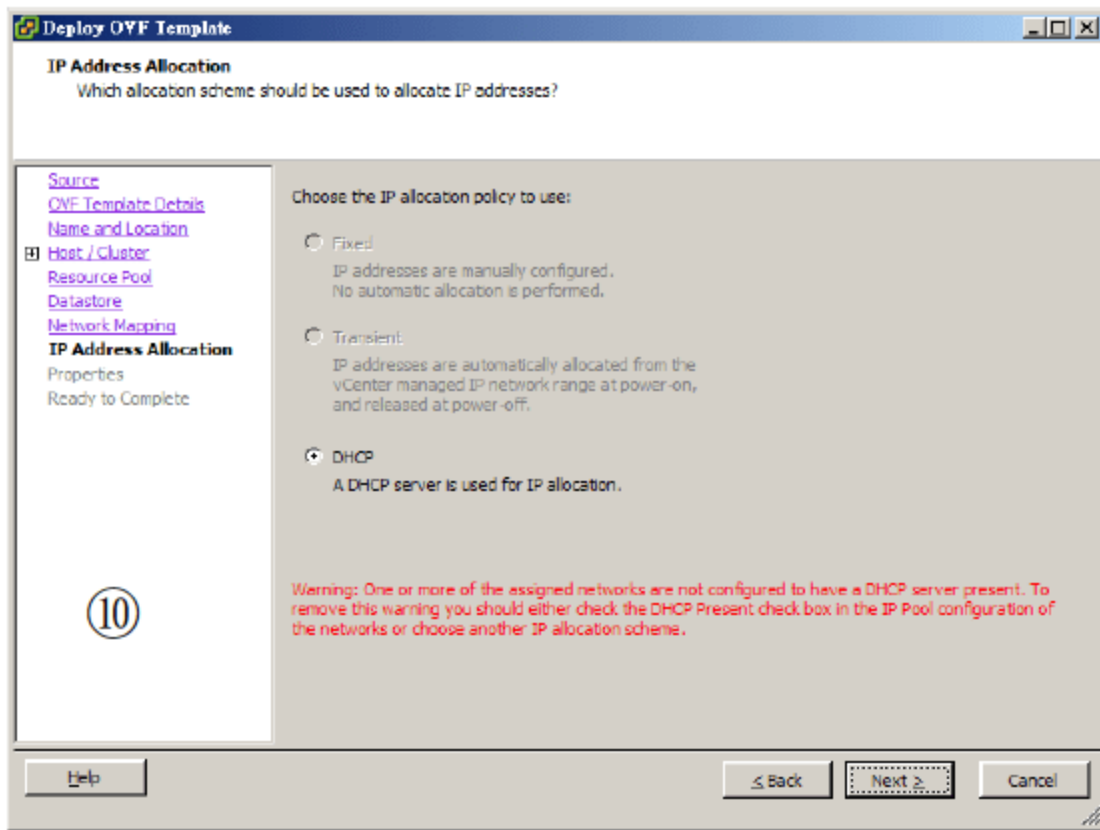 Deploy OVF Template
IP Address Allocation
Which allocation scheme should be used to allocate IP addresses?
Source
OVF Template Details
Name and Location
Host / Cluster
Resource Pool
Datastore
Network Mapping
IP Address Allocation
Properties
Ready to Complete
⑩
Choose the IP allocation policy to use:
Fixed
IP addresses are manually configured.
No automatic allocation is performed.
Transient
IP addresses are automatically allocated from the
vCenter managed IP network range at power-on,
and released at power-off.
DHCP
A DHCP server is used for IP allocation.
Warning: One or more of the assigned networks are not configured to have a DHCP server present. To
remove this warning you should either check the DHCP Present check box in the IP Pool configuration of
the networks or choose another IP allocation scheme.
Help
< Back
Next >
Cancel